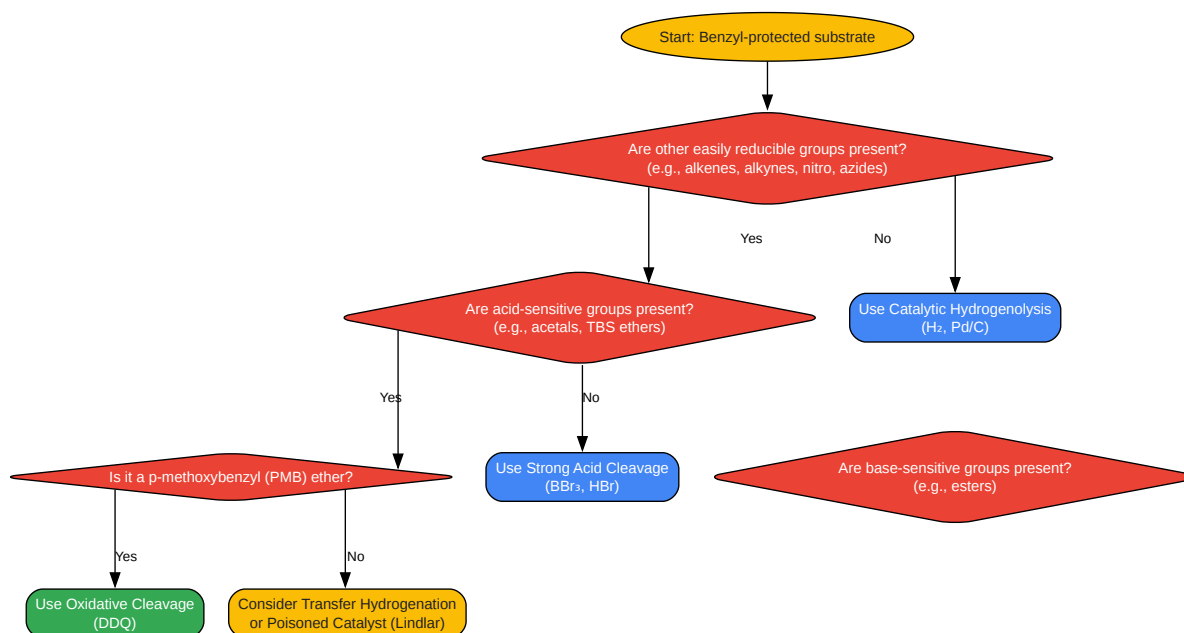 Start: Benzyl-protected substrate
Are other easily reducible groups present?
(e.g., alkenes, alkynes, nitro, azides)
Yes
No
Are acid-sensitive groups present?
(e.g., acetals, TBS ethers)
Use Catalytic Hydrogenolysis
(H₂, Pd/C)
Yes
No
Is it a p-methoxybenzyl (PMB) ether?
Use Strong Acid Cleavage
(BBr₃, HBr)
Are base-sensitive groups present?
(e.g., esters)
Yes
No
Use Oxidative Cleavage
(DDQ)
Consider Transfer Hydrogenation
or Poisoned Catalyst (Lindlar)